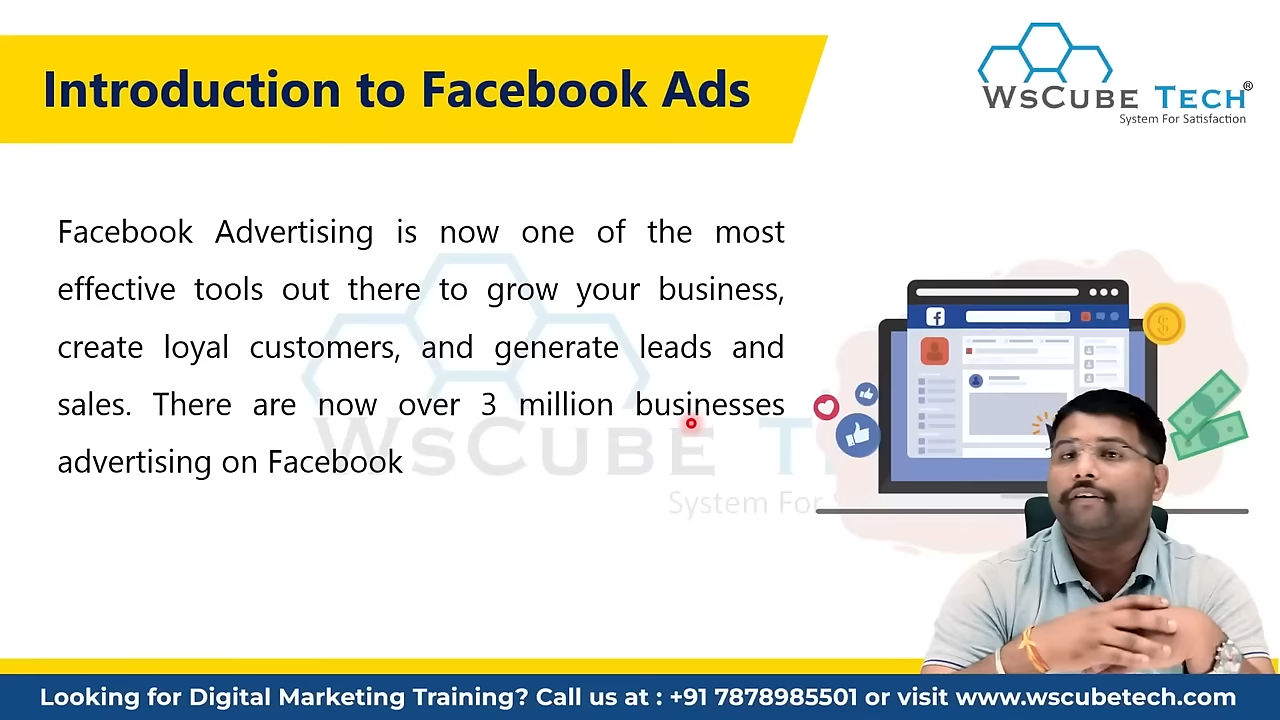 Introduction to Facebook Ads
WSCUBE TECH®
System For Satisfaction
Facebook Advertising is now one of the most
effective tools out there to grow your business,
create loyal customers, and generate leads and
sales. There are now over 3 million businesses
advertising on Facebook
WSCUBE T
System For
Looking for Digital Marketing Training? Call us at : +91 7878985501 or visit www.wscubetech.com